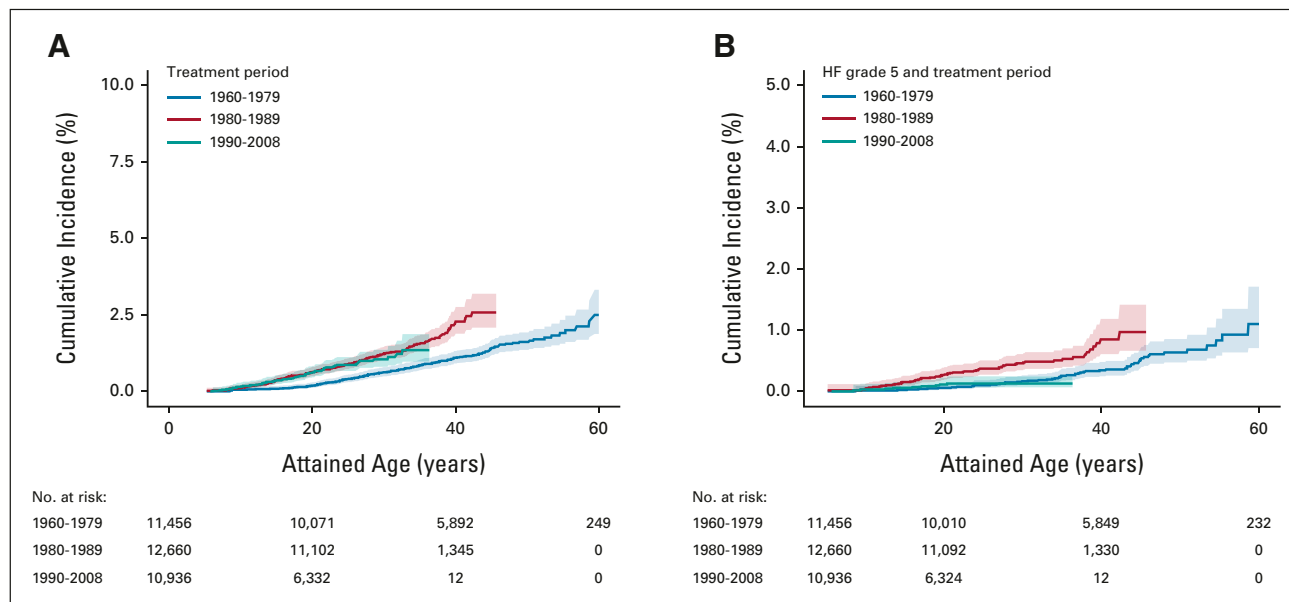 A
Treatment period
1960-1979
1980-1989
1990-2008
Cumulative Incidence (%)
10.0
7.5
5.0
2.5
0.0
0 20 40 60
Attained Age (years)
No. at risk:
1960-1979 11,456 10,071 5,892 249
1980-1989 12,660 11,102 1,345 0
1990-2008 10,936 6,332 12 0
B
HF grade 5 and treatment period
1960-1979
1980-1989
1990-2008
Cumulative Incidence (%)
5.0
4.0
3.0
2.0
1.0
0.0
20 40 60
Attained Age (years)
No. at risk:
1960-1979 11,456 10,010 5,849 232
1980-1989 12,660 11,092 1,330 0
1990-2008 10,936 6,324 12 0